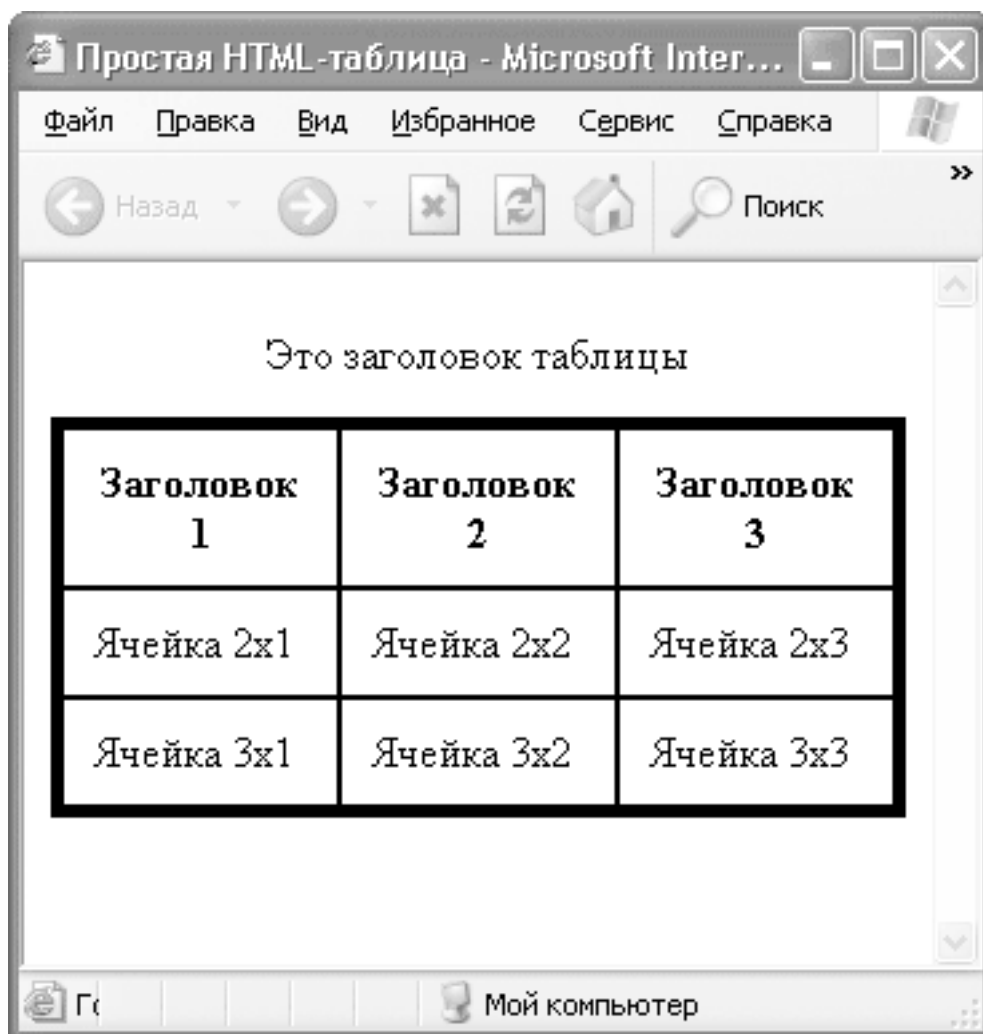 Простая HTML-таблица - Microsoft Inter...
Файл Правка Вид Избранное Сервис Справка
Назад Поиск »
Это заголовок таблицы
Заголовок 1
Заголовок 2
Заголовок 3
Ячейка 2x1 Ячейка 2x2 Ячейка 2x3
Ячейка 3x1 Ячейка 3x2 Ячейка 3x3
Мой компьютер